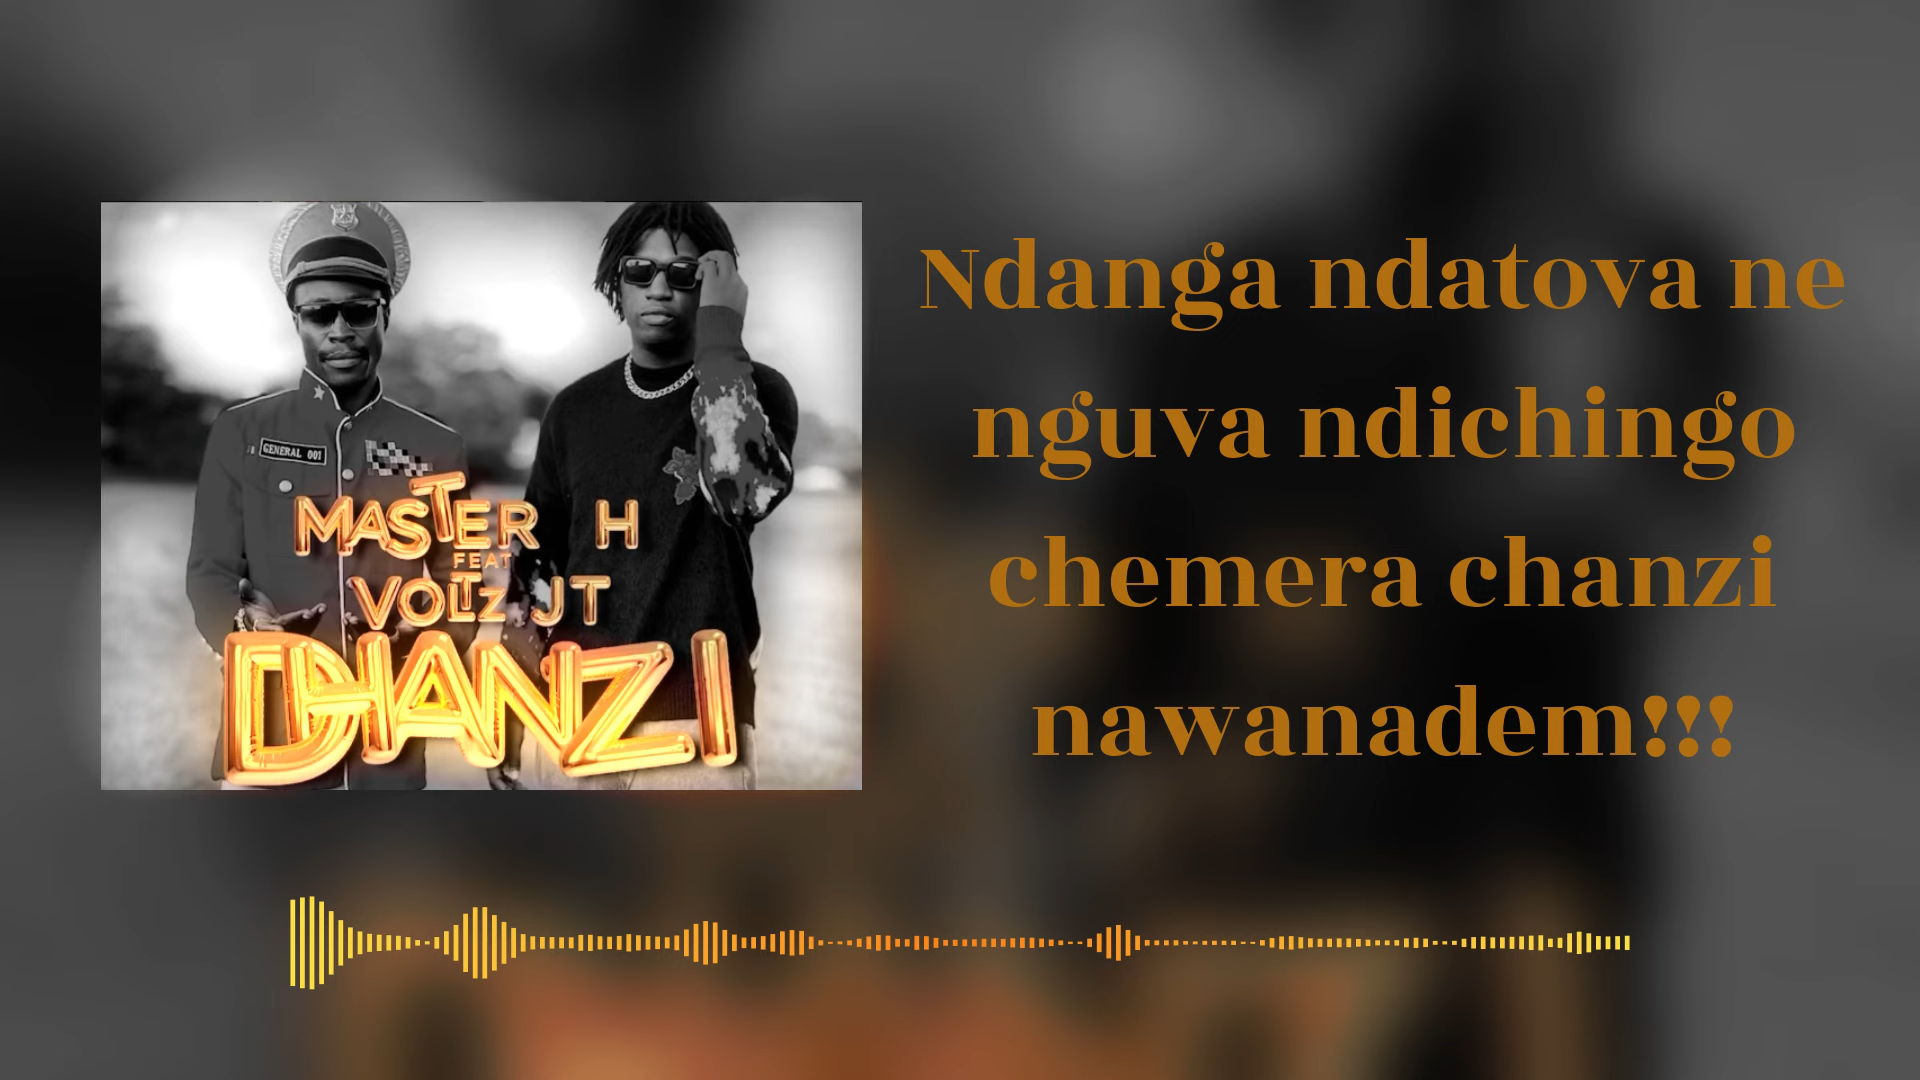 GENERAL 001
MASTER H
FEAT
VOLTZ JT
DHANZI
Ndanga ndatova ne
nguva ndichingo
chemera chanzi
nawanadem!!!